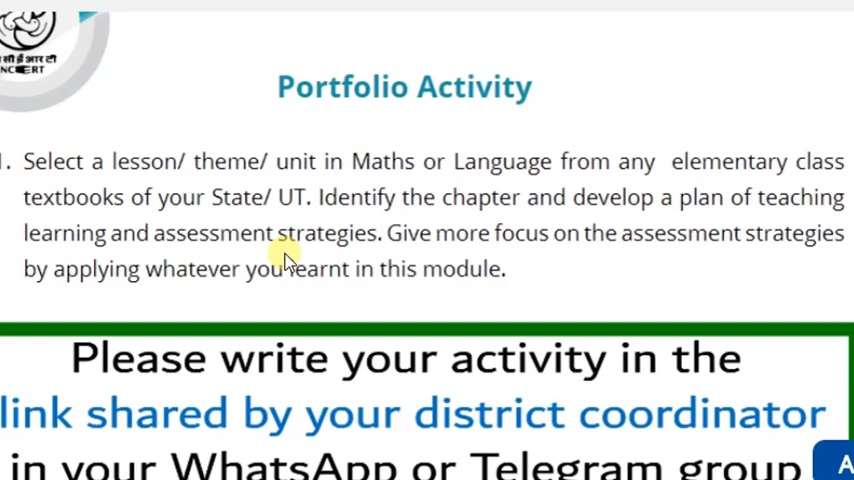 सी ई आर टी
NCERT
Portfolio Activity
1. Select a lesson/ theme/ unit in Maths or Language from any elementary class
textbooks of your State/ UT. Identify the chapter and develop a plan of teaching
learning and assessment strategies. Give more focus on the assessment strategies
by applying whatever you learnt in this module.
Please write your activity in the
link shared by your district coordinator
in your WhatsApp or Telegram group
A